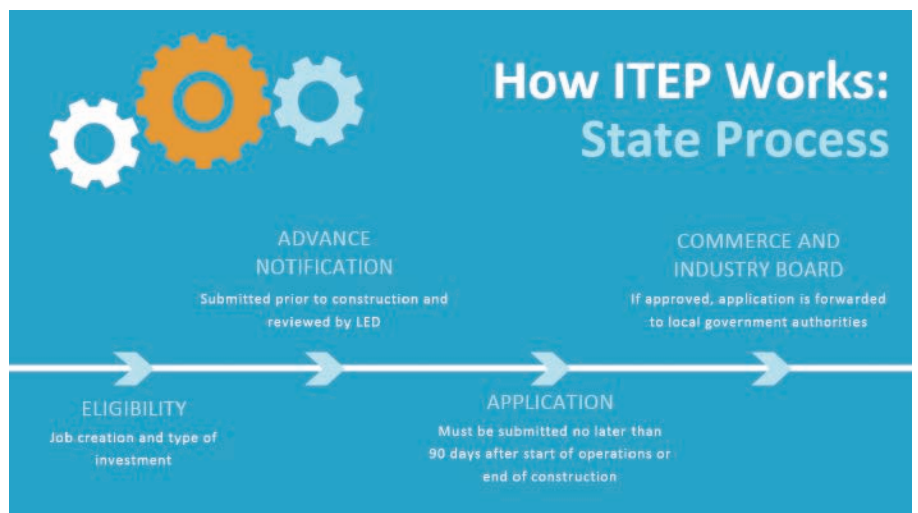 How ITEP Works:
State Process
ELIGIBILITY
Job creation and type of
investment
ADVANCE
NOTIFICATION
Submitted prior to construction and
reviewed by LED
APPLICATION
Must be submitted no later than
90 days after start of operations or
end of construction
COMMERCE AND
INDUSTRY BOARD
If approved, application is forwarded
to local government authorities